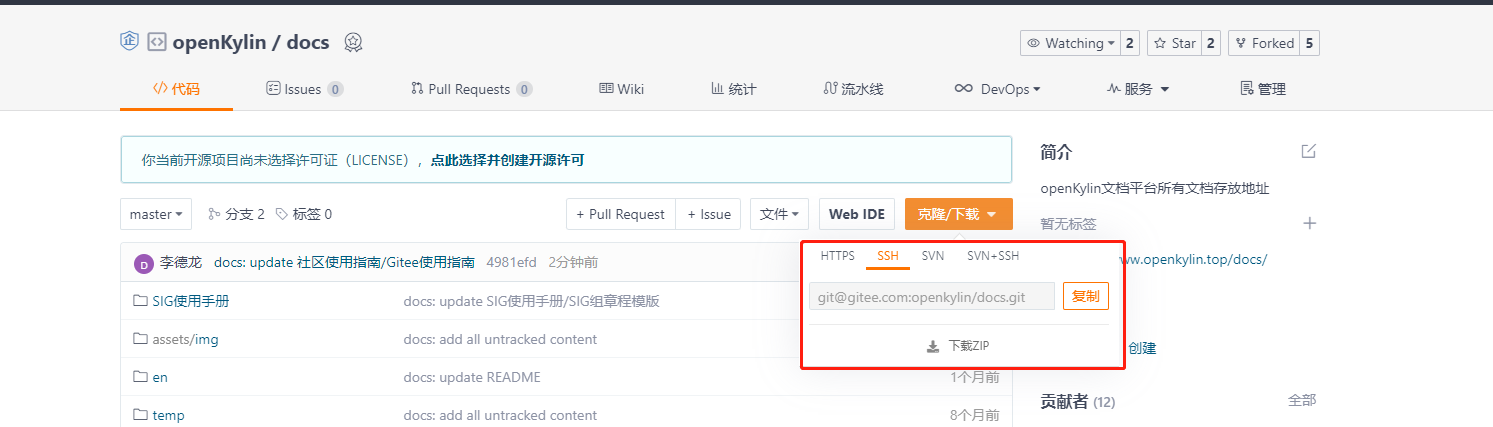 openKylin / docs
Watching 2 Star 2 Forked 5
代码 Issues 0 Pull Requests 0 Wiki 统计 流水线 DevOps 服务 管理
你当前开源项目尚未选择许可证（LICENSE），点此选择并创建开源许可
简介
openKylin文档平台所有文档存放地址
master 分支 2 标签 0 + Pull Request + Issue 文件 Web IDE 克隆/下载
暂无标签
HTTPS SSH SVN SVN+SSH
ww.openkylin.top/docs/
D 李德龙 docs: update 社区使用指南/Gitee使用指南 4981efd 2分钟前
git@gitee.com:openkylin/docs.git 复制
SIG使用手册 docs: update SIG使用手册/SIG组章程模版
assets/img docs: add all untracked content
下载ZIP
创建
en docs: update README 1个月前
贡献者 (12) 全部
temp docs: add all untracked content 8个月前